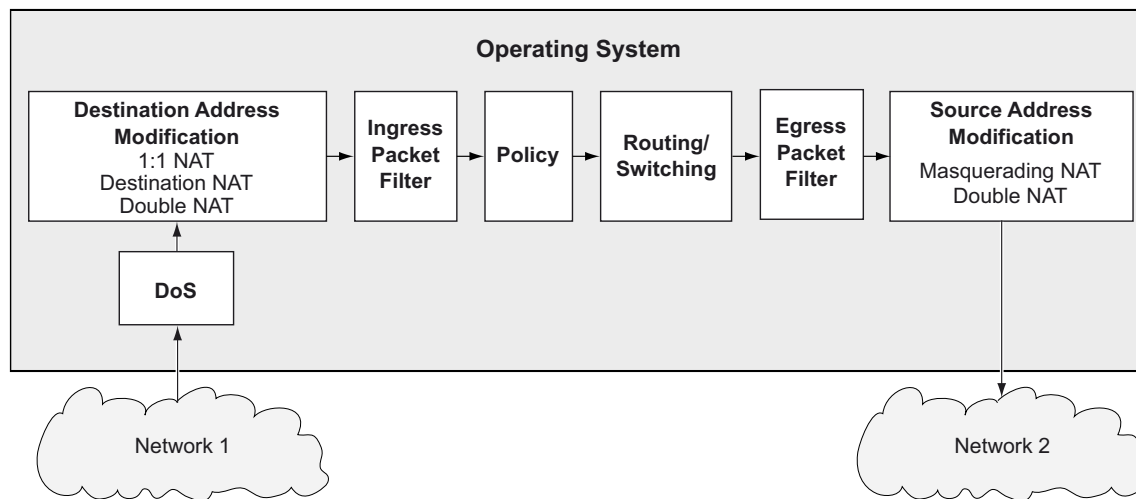 Operating System
Destination Address
Modification
1:1 NAT
Destination NAT
Double NAT
Ingress
Packet
Filter
Policy
Routing/
Switching
Egress
Packet
Filter
Source Address
Modification
Masquerading NAT
Double NAT
DoS
Network 1
Network 2